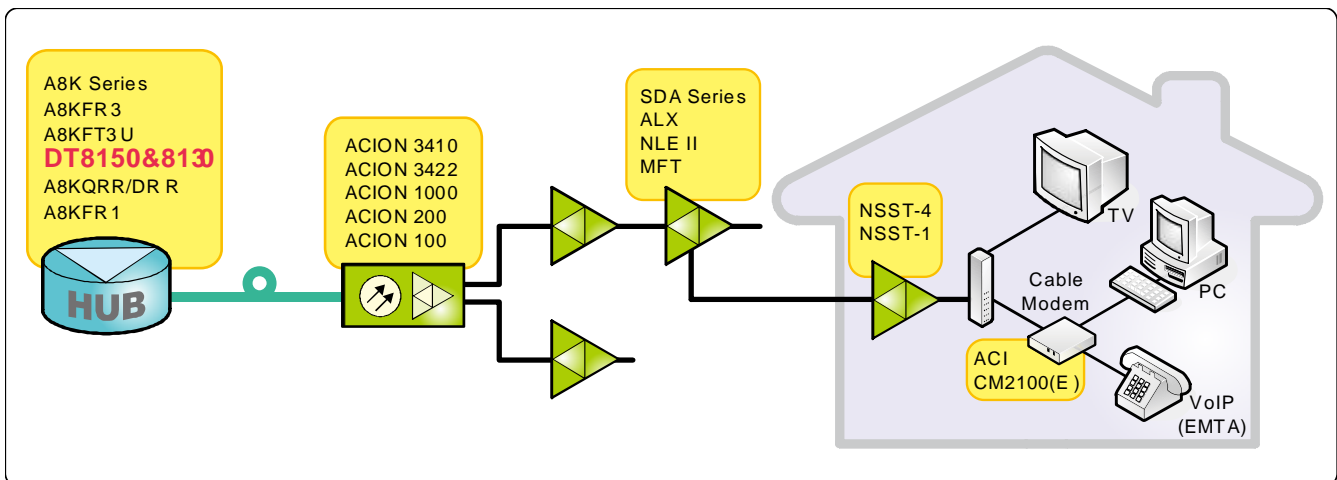 A8K Series
A8KFR3
A8KFT3U
DT8150&8130
A8KQRR/DR R
A8KFR1
HUB
ACION 3410
ACION 3422
ACION 1000
ACION 200
ACION 100
SDA Series
ALX
NLE II
MFT
NSST-4
NSST-1
TV
Cable
Modem
PC
ACI
CM2100(E)
VoIP
(EMTA)